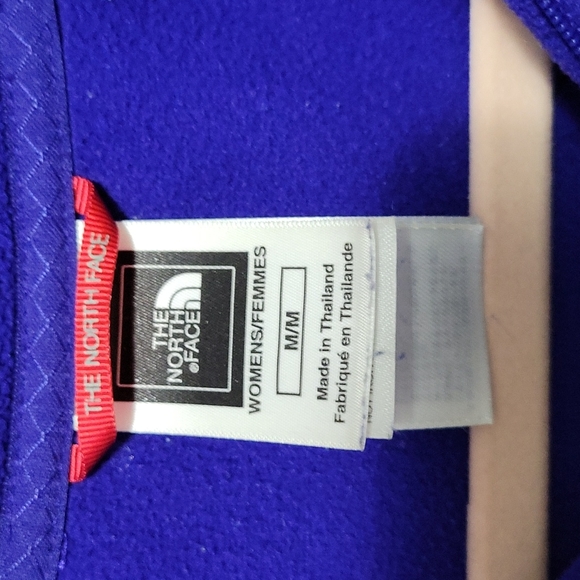 THE NORTH FACE
THE
NORTH
FACE
WOMENS/FEMMES
M/M
Made in Thailand
Fabriqué en Thaïlande